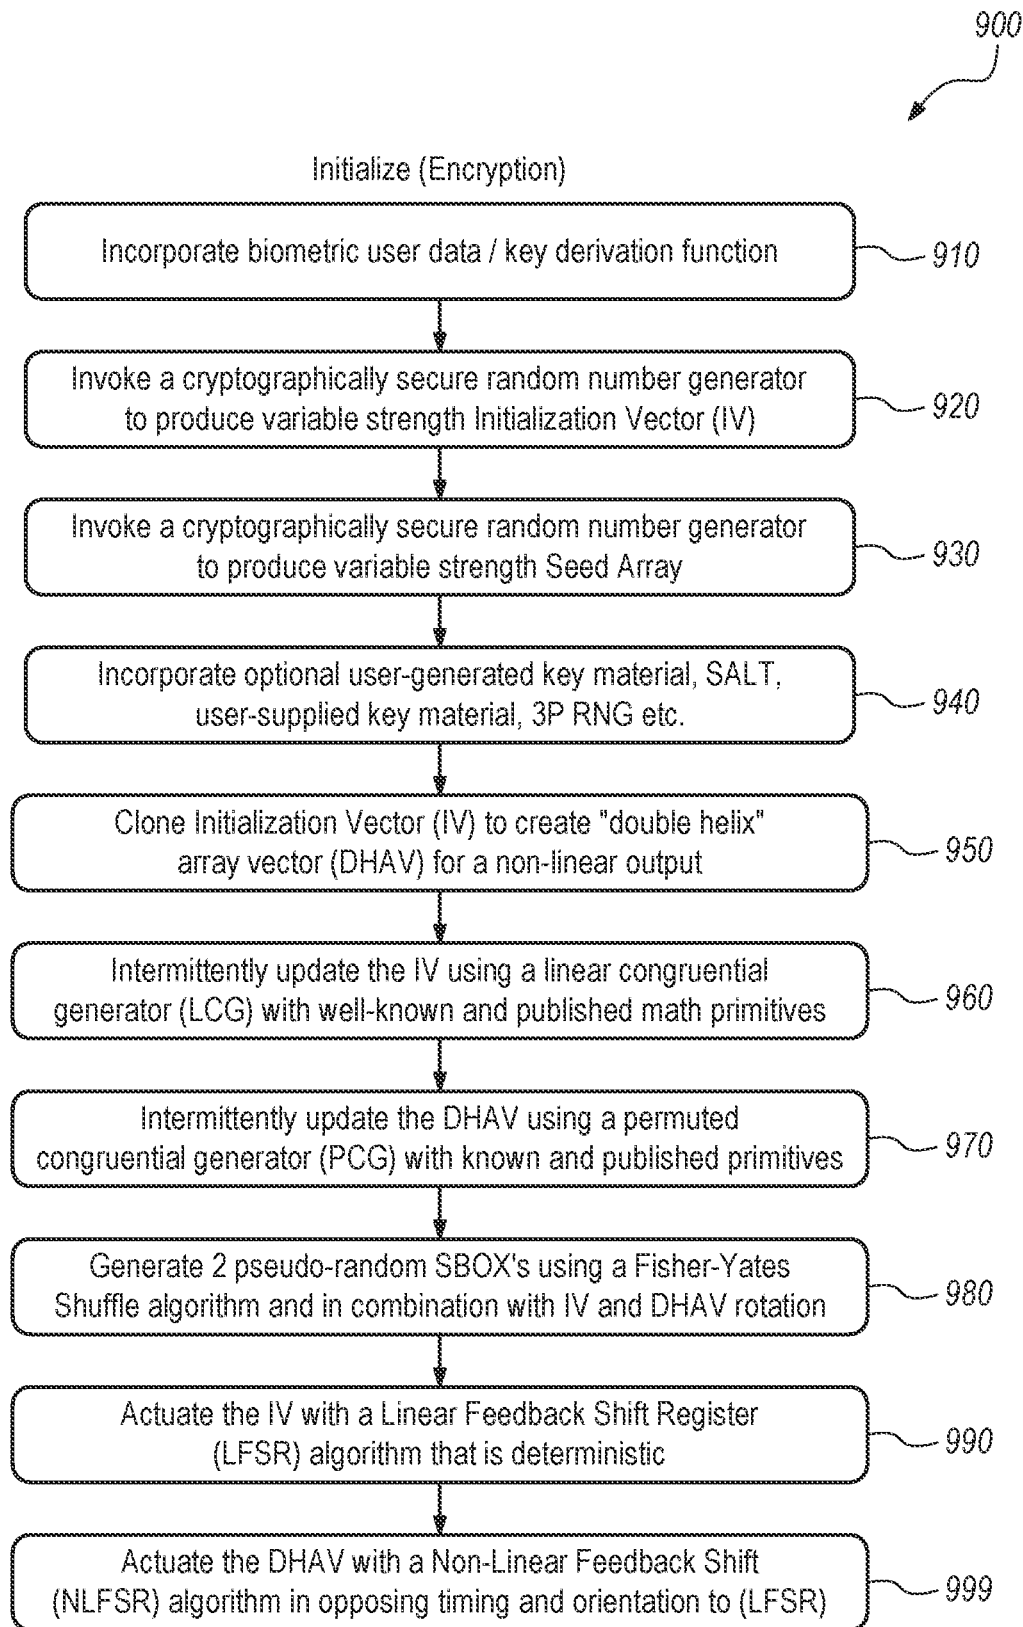 900
Initialize (Encryption)
Incorporate biometric user data / key derivation function
910
Invoke a cryptographically secure random number generator
to produce variable strength Initialization Vector (IV)
920
Invoke a cryptographically secure random number generator
to produce variable strength Seed Array
930
Incorporate optional user-generated key material, SALT,
user-supplied key material, 3P RNG etc.
940
Clone Initialization Vector (IV) to create "double helix"
array vector (DHAV) for a non-linear output
950
Intermittently update the IV using a linear congruential
generator (LCG) with well-known and published math primitives
960
Intermittently update the DHAV using a permuted
congruential generator (PCG) with known and published primitives
970
Generate 2 pseudo-random SBOX's using a Fisher-Yates
Shuffle algorithm and in combination with IV and DHAV rotation
980
Actuate the IV with a Linear Feedback Shift Register
(LFSR) algorithm that is deterministic
990
Actuate the DHAV with a Non-Linear Feedback Shift
(NLFSR) algorithm in opposing timing and orientation to (LFSR)
999